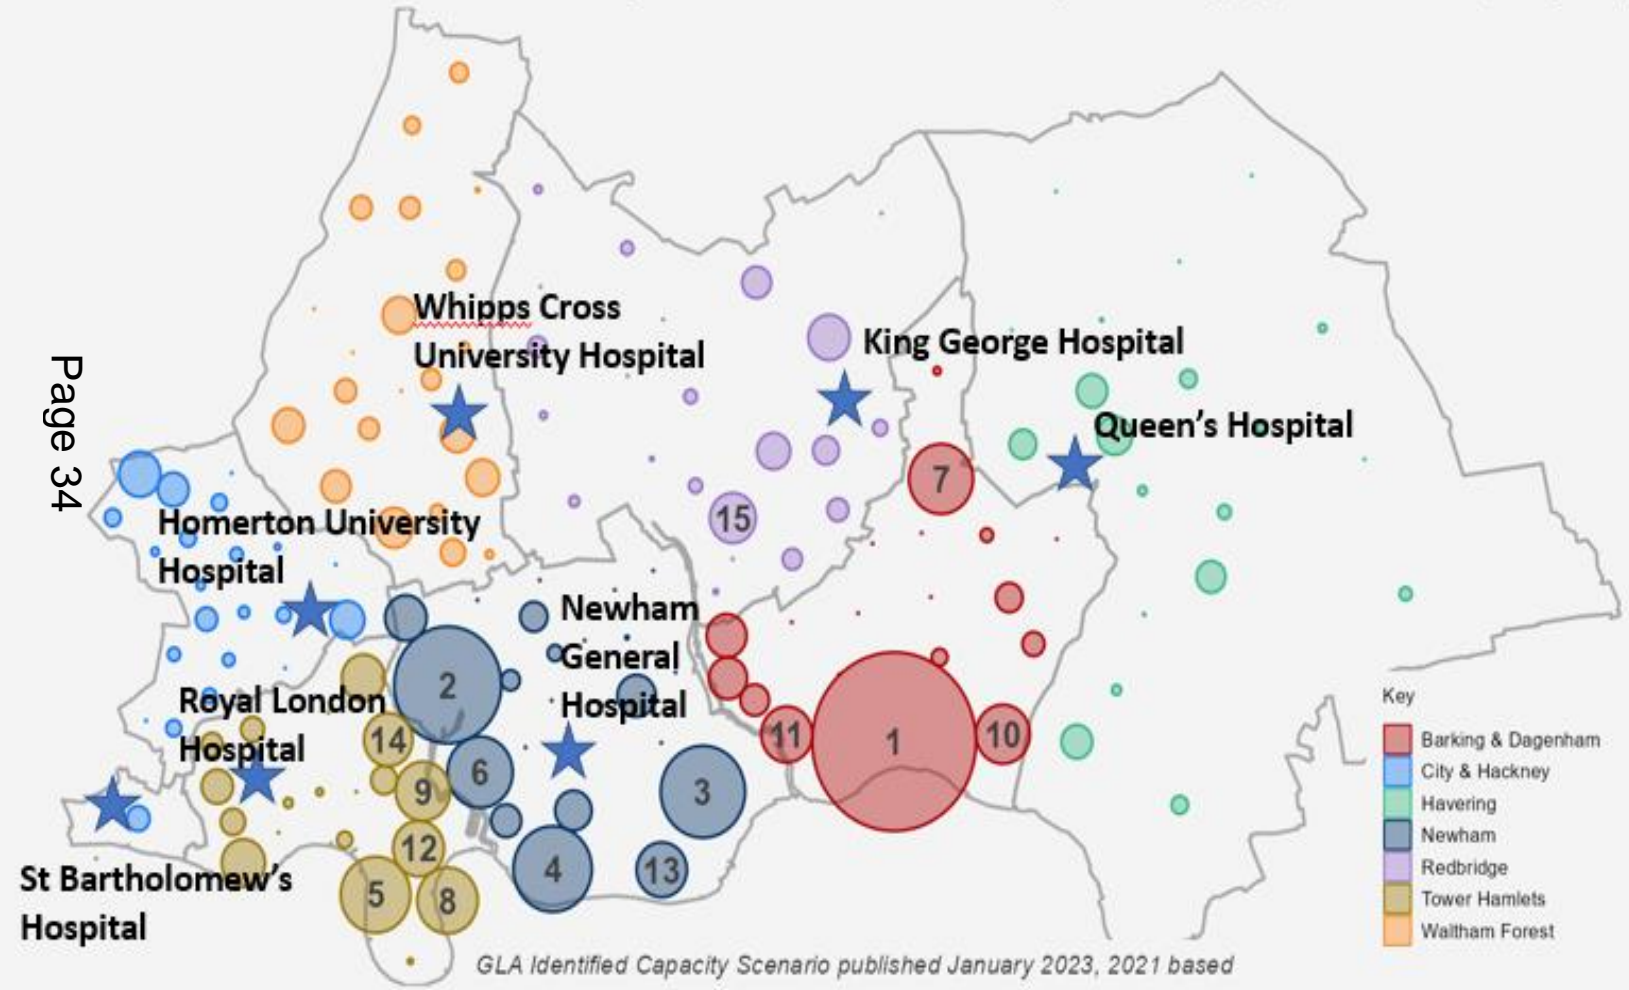 Whipps Cross
University Hospital
King George Hospital
Page 34
Queen's Hospital
7
15
Homerton University
Hospital
Newham
General
Hospital
2
Royal London
Hospital
14
11
1
10
6
9
3
12
4
13
5
8
St Bartholomew's
Hospital
Key
Barking & Dagenham
City & Hackney
Havering
Newham
Redbridge
Tower Hamlets
Waltham Forest
GLA Identified Capacity Scenario published January 2023, 2021 based